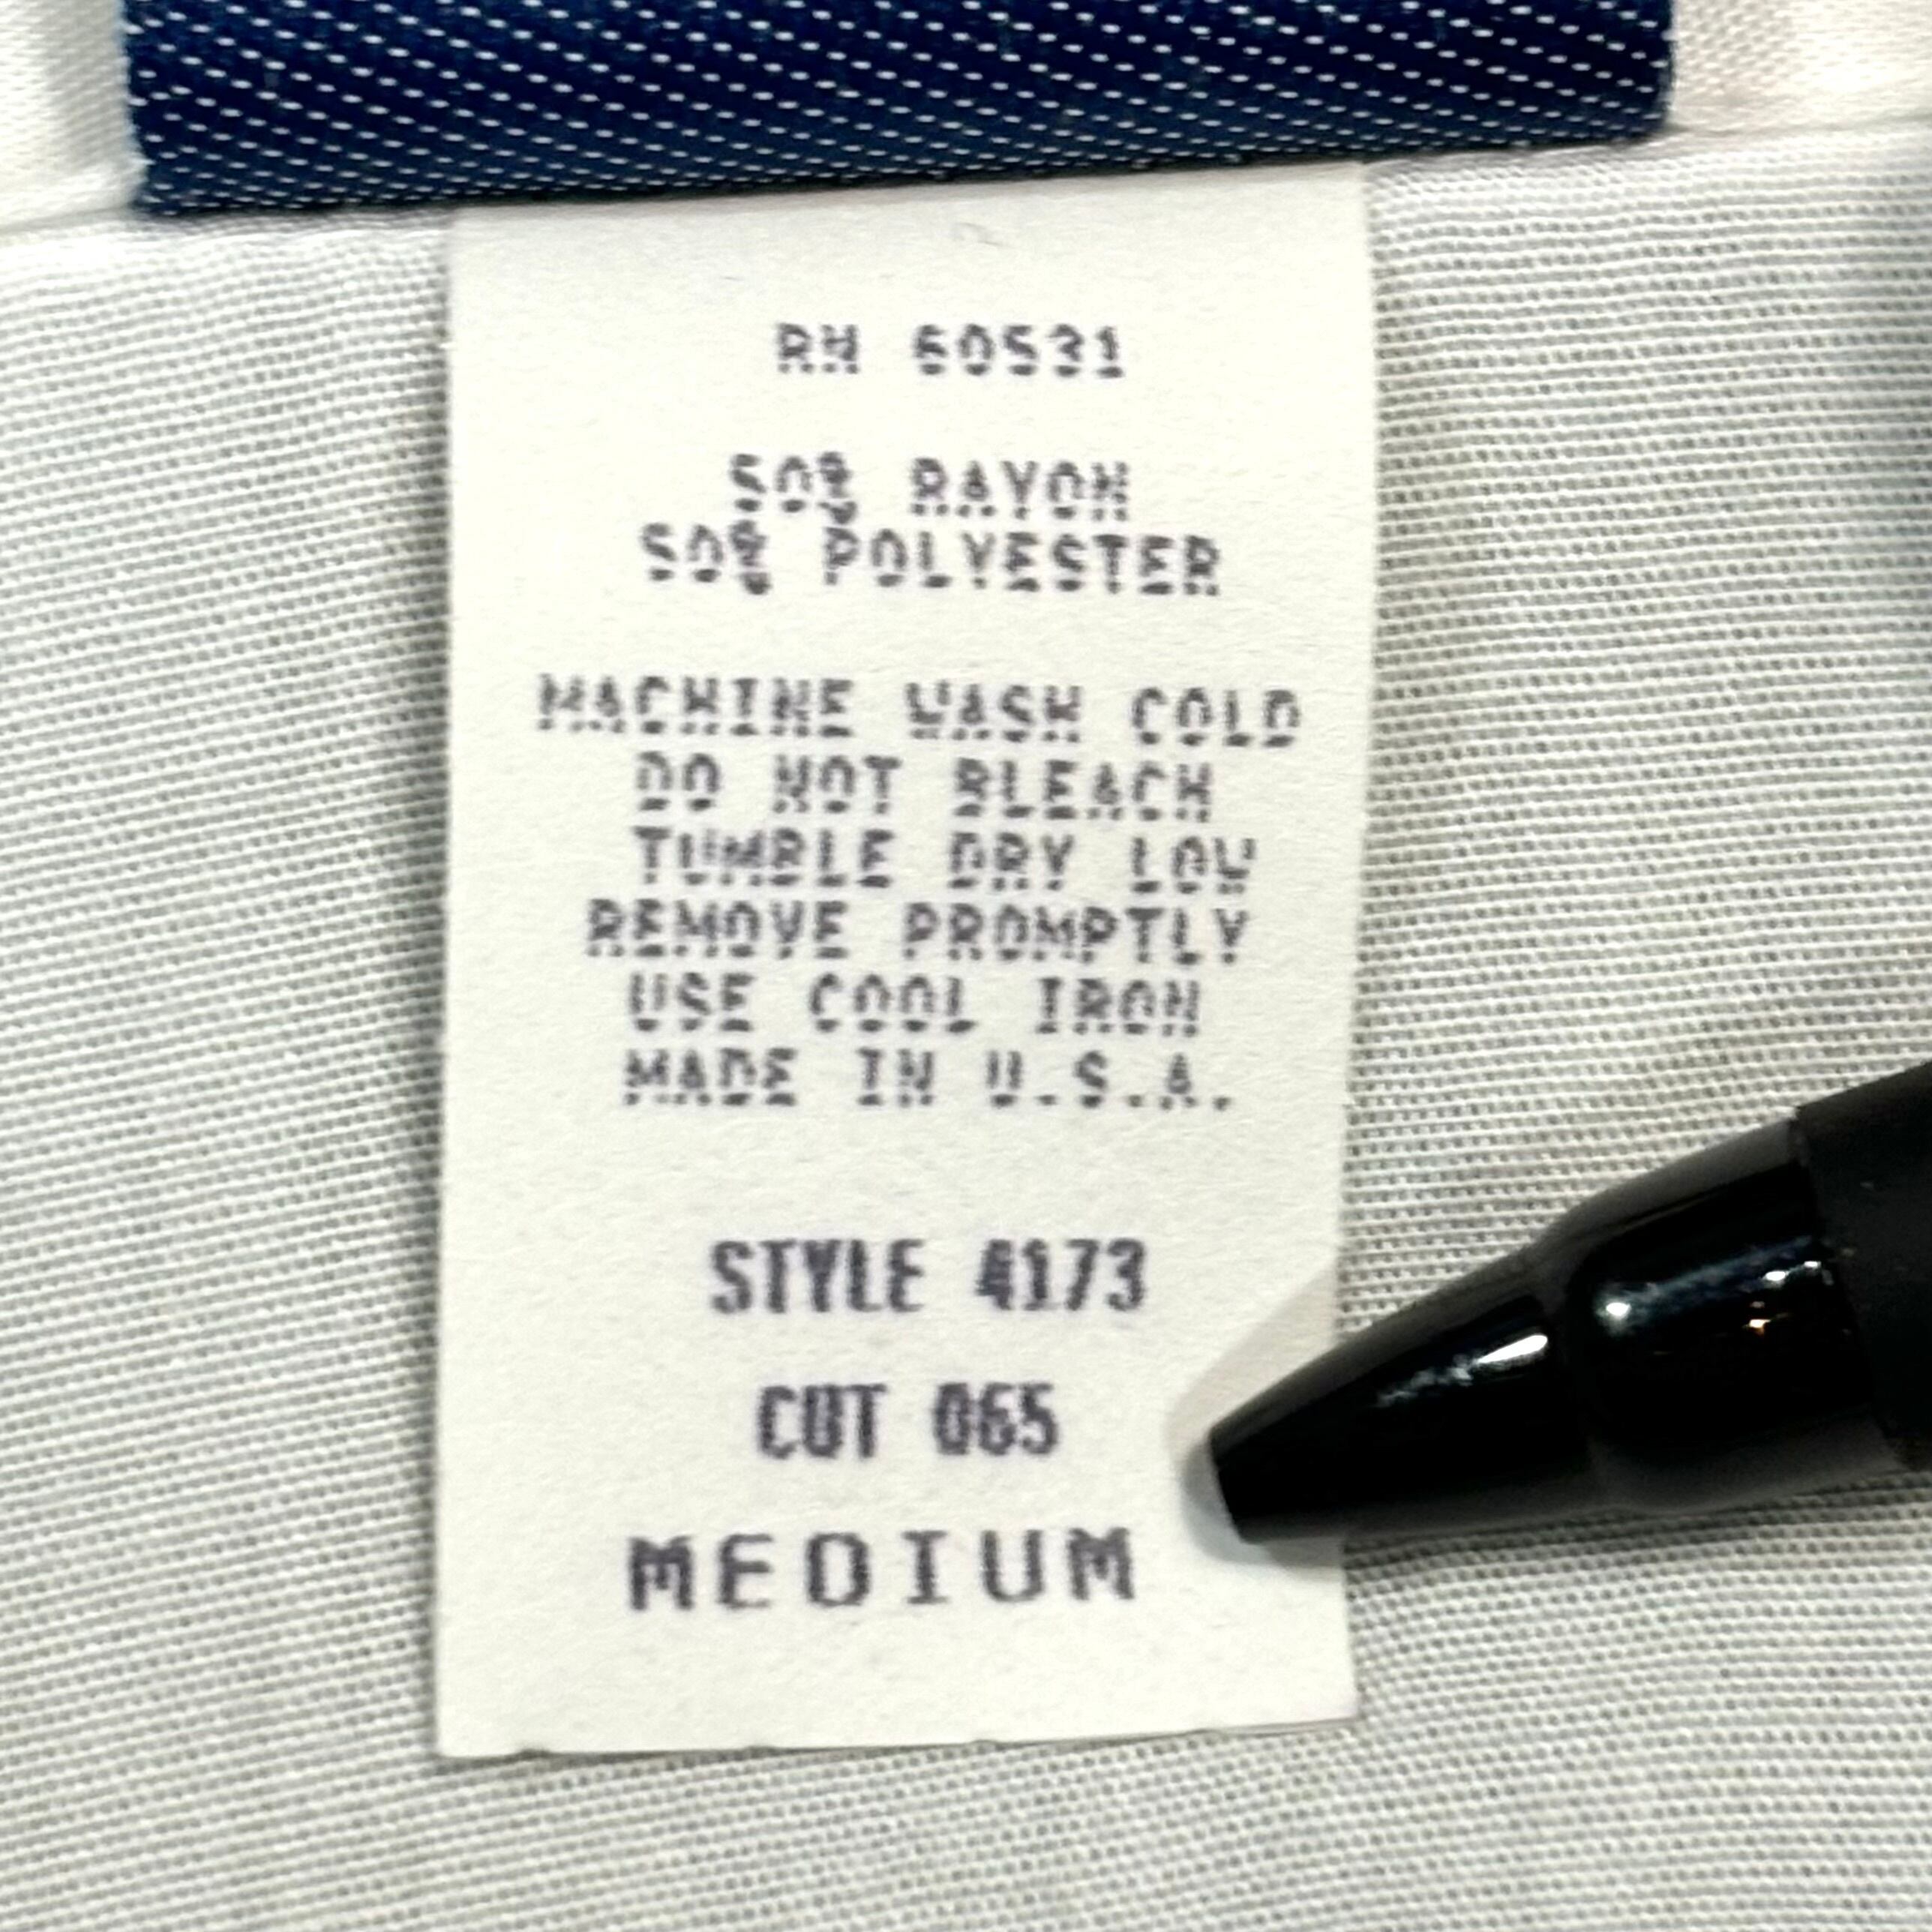 RN 60531
50% RAYON
50% POLYESTER
MACHINE WASH COLD
DO NOT BLEACH
TUMBLE DRY LOW
REMOVE PROMPTLY
USE COOL IRON
MADE IN U.S.A.
STYLE 4173
CUT 065
MEDIUM